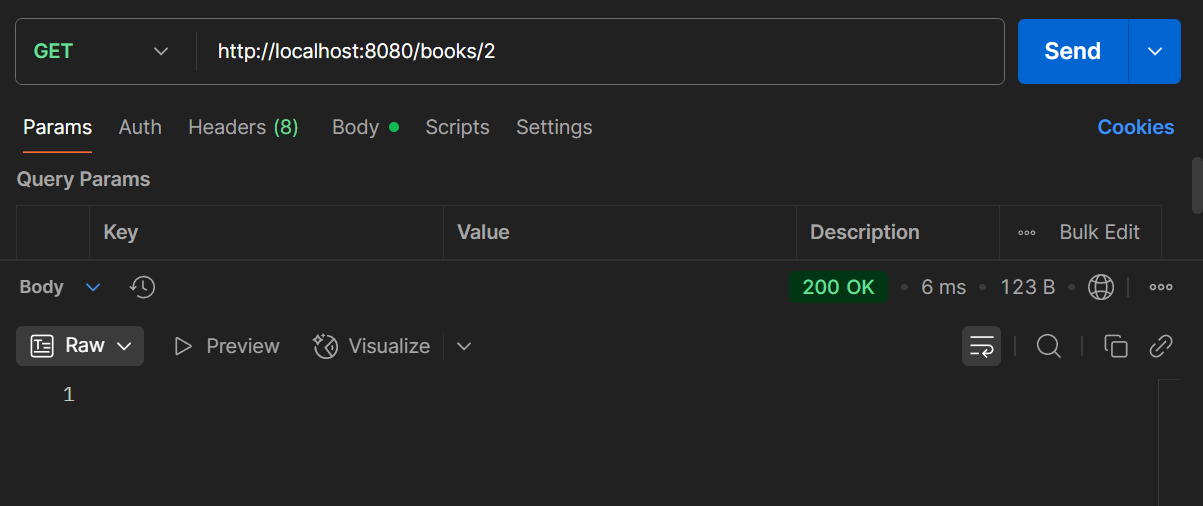 GET http://localhost:8080/books/2 Send
Params Auth Headers (8) Body Scripts Settings Cookies
Query Params
Key Value Description Bulk Edit
Body 200 OK • 6 ms • 123 B •
Raw Preview Visualize
1